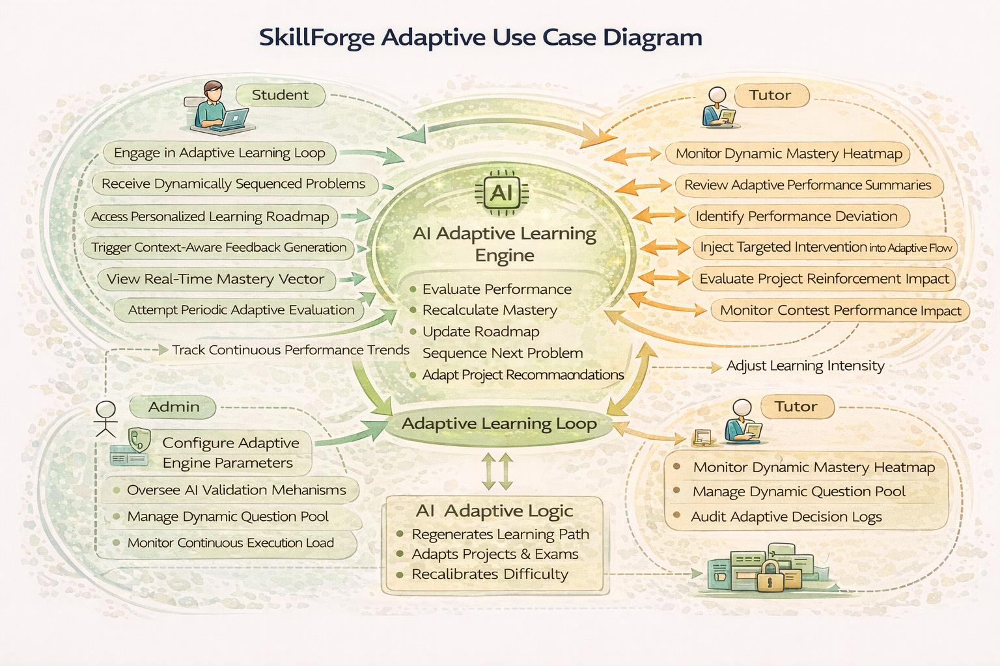 SkillForge Adaptive Use Case Diagram
Student
Engage in Adaptive Learning Loop
Receive Dynamically Sequenced Problems
Access Personalized Learning Roadmap
Trigger Context-Aware Feedback Generation
View Real-Time Mastery Vector
Attempt Periodic Adaptive Evaluation
Track Continuous Performance Trends
AI
AI Adaptive Learning
Engine
Evaluate Performance
Recalculate Mastery
Update Roadmap
Sequence Next Problem
Adapt Project Recommaondations
Tutor
Monitor Dynamic Mastery Heatmap
Review Adaptive Performance Summaries
Identify Performance Deviation
Inject Targeted Intervention into Adaptive Flow
Evaluate Project Reinforcement Impact
Monitor Contest Performance Impact
Adjust Learning Intensity
Admin
Configure Adaptive
Engine Parameters
Oversee AI Validation Mehanisms
Manage Dynamic Question Pool
Monitor Continuous Execution Load
Adaptive Learning Loop
AI Adaptive Logic
Regenerates Learning Path
Adapts Projects & Exams
Recalibrates Difficulty
Tutor
Monitor Dynamic Mastery Heatmap
Manage Dynamic Question Pool
Audit Adaptive Decision Logs